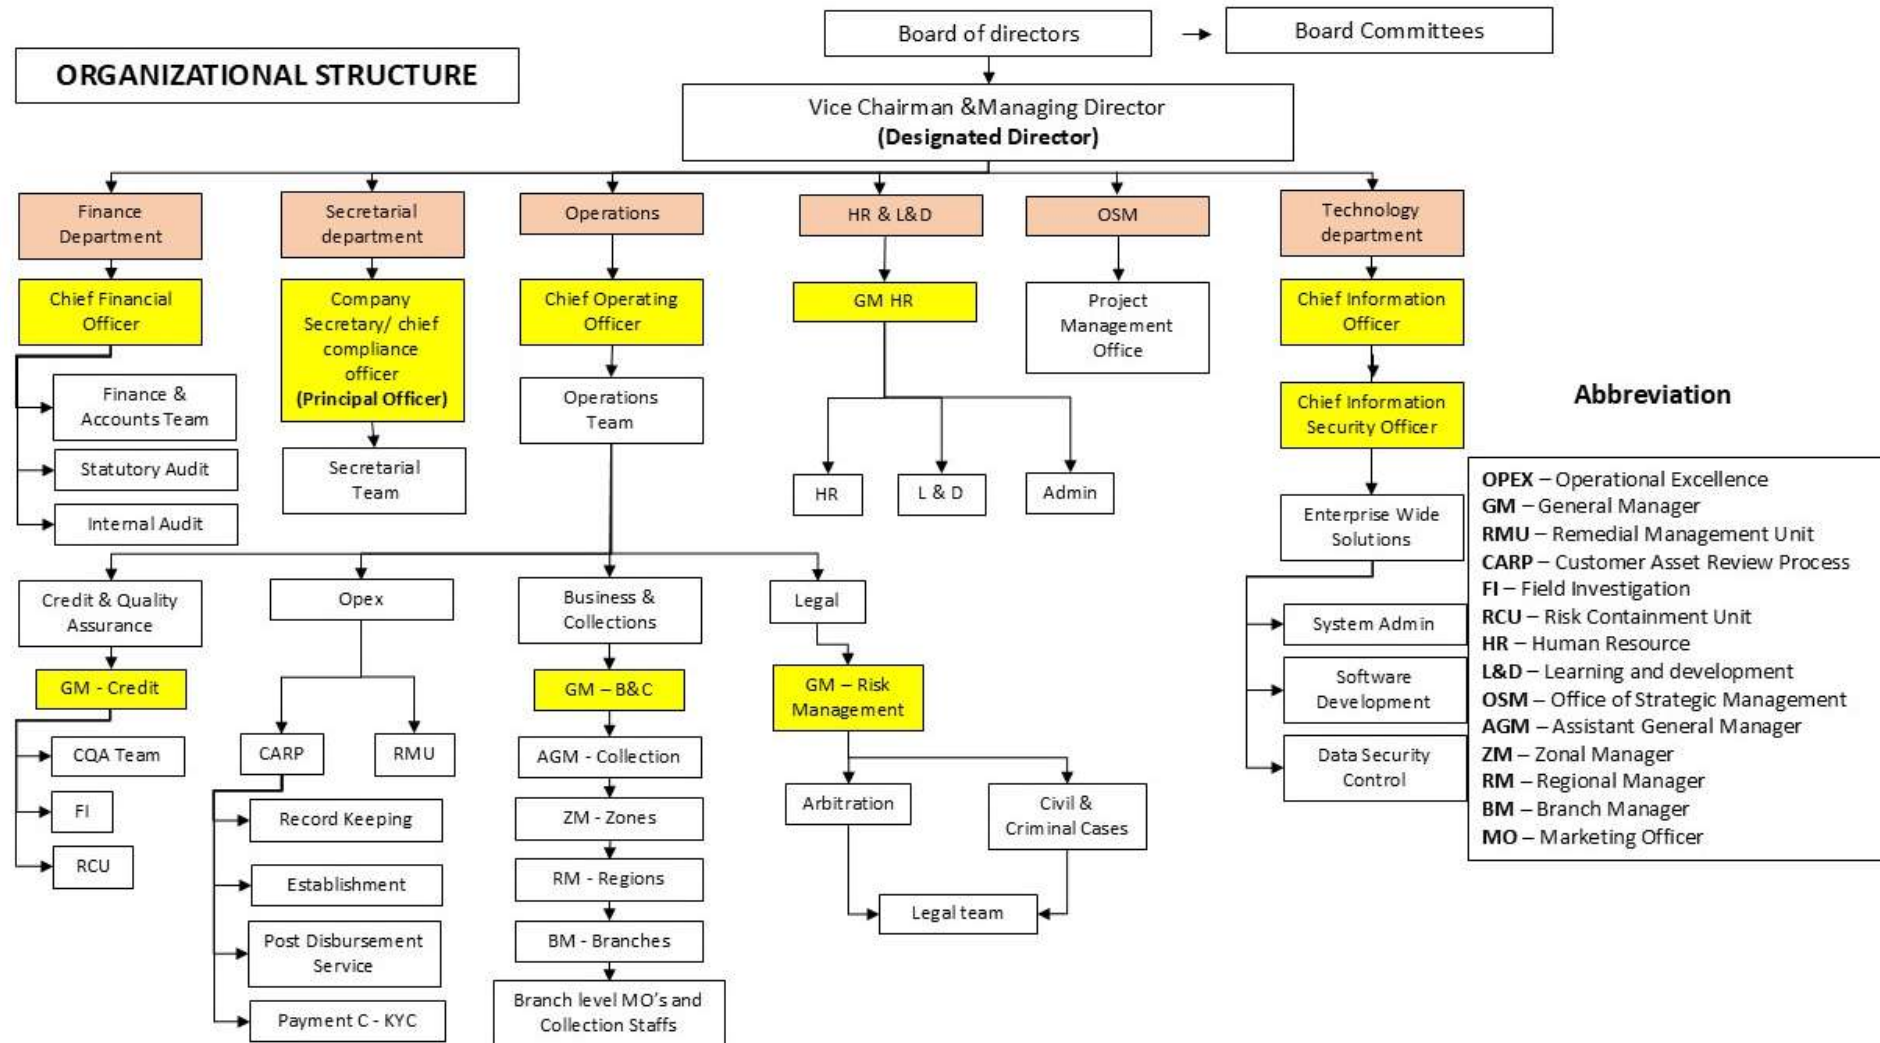 Board of directors
Board Committees
ORGANIZATIONAL STRUCTURE
Vice Chairman &Managing Director
(Designated Director)
Finance
Department
Secretarial
department
Operations
HR & L&D
OSM
Technology
department
Chief Financial
Officer
Company
Secretary/ chief
compliance
officer
(Principal Officer)
Chief Operating
Officer
GM HR
Project
Management
Office
Chief Information
Officer
Finance &
Accounts Team
Statutory Audit
Internal Audit
Secretarial
Team
Operations
Team
HR
L & D
Admin
Chief Information
Security Officer
Enterprise Wide
Solutions
System Admin
Software
Development
Data Security
Control
Credit & Quality
Assurance
Opex
Business &
Collections
Legal
GM - Credit
CQA Team
FI
RCU
CARP
RMU
Record Keeping
Establishment
Post Disbursement
Service
Payment C - KYC
GM – B&C
AGM - Collection
ZM - Zones
RM - Regions
BM - Branches
Branch level MO's and
Collection Staffs
GM – Risk
Management
Arbitration
Civil &
Criminal Cases
Legal team
Abbreviation
OPEX – Operational Excellence
GM – General Manager
RMU – Remedial Management Unit
CARP – Customer Asset Review Process
FI – Field Investigation
RCU – Risk Containment Unit
HR – Human Resource
L&D – Learning and development
OSM – Office of Strategic Management
AGM – Assistant General Manager
ZM – Zonal Manager
RM – Regional Manager
BM – Branch Manager
MO – Marketing Officer